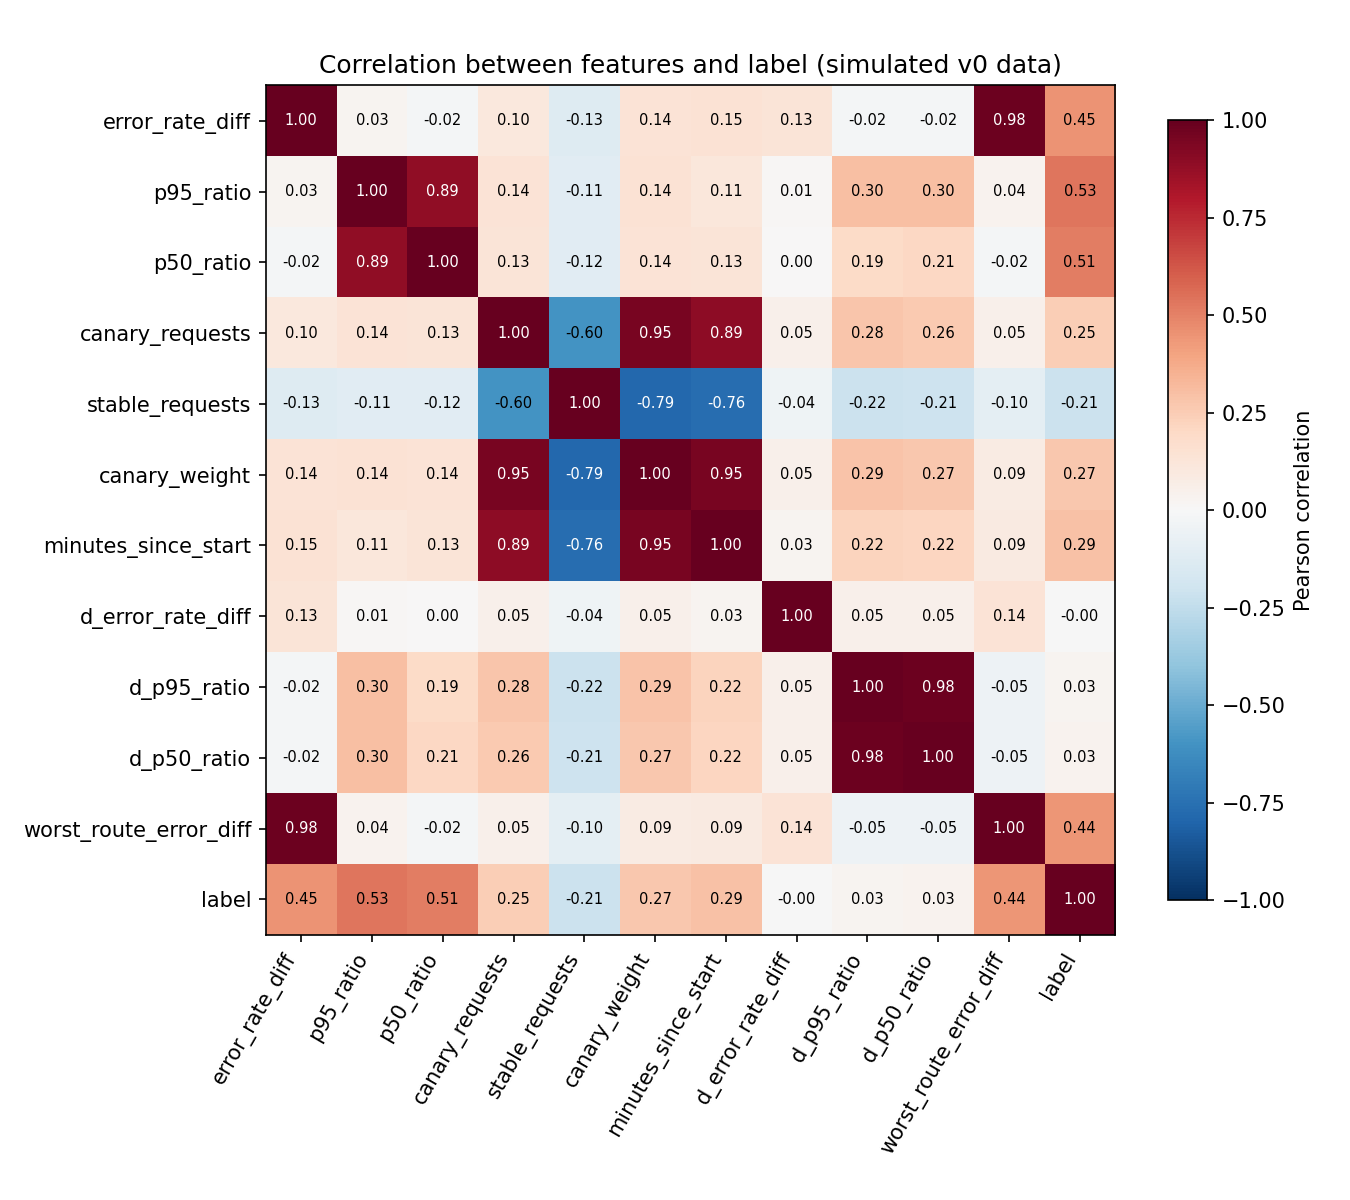 Correlation between features and label (simulated v0 data)
error_rate_diff 1.00 0.03 -0.02 0.10 -0.13 0.14 0.15 0.13 -0.02 -0.02 0.98 0.45
p95_ratio 0.03 1.00 0.89 0.14 -0.11 0.14 0.11 0.01 0.30 0.30 0.04 0.53
p50_ratio -0.02 0.89 1.00 0.13 -0.12 0.14 0.13 0.00 0.19 0.21 -0.02 0.51
canary_requests 0.10 0.14 0.13 1.00 -0.60 0.95 0.89 0.05 0.28 0.26 0.05 0.25
stable_requests -0.13 -0.11 -0.12 -0.60 1.00 -0.79 -0.76 -0.04 -0.22 -0.21 -0.10 -0.21
canary_weight 0.14 0.14 0.14 0.95 -0.79 1.00 0.95 0.05 0.29 0.27 0.09 0.27
minutes_since_start 0.15 0.11 0.13 0.89 -0.76 0.95 1.00 0.03 0.22 0.22 0.09 0.29
d_error_rate_diff 0.13 0.01 0.00 0.05 -0.04 0.05 0.03 1.00 0.05 0.05 0.14 -0.00
d_p95_ratio -0.02 0.30 0.19 0.28 -0.22 0.29 0.22 0.05 1.00 0.98 -0.05 0.03
d_p50_ratio -0.02 0.30 0.21 0.26 -0.21 0.27 0.22 0.05 0.98 1.00 -0.05 0.03
worst_route_error_diff 0.98 0.04 -0.02 0.05 -0.10 0.09 0.09 0.14 -0.05 -0.05 1.00 0.44
label 0.45 0.53 0.51 0.25 -0.21 0.27 0.29 -0.00 0.03 0.03 0.44 1.00
error_rate_diff
p95_ratio
p50_ratio
canary_requests
stable_requests
canary_weight
minutes_since_start
d_error_rate_diff
d_p95_ratio
d_p50_ratio
worst_route_error_diff
label
1.00
0.75
0.50
0.25
0.00
−0.25
−0.50
−0.75
−1.00
Pearson correlation